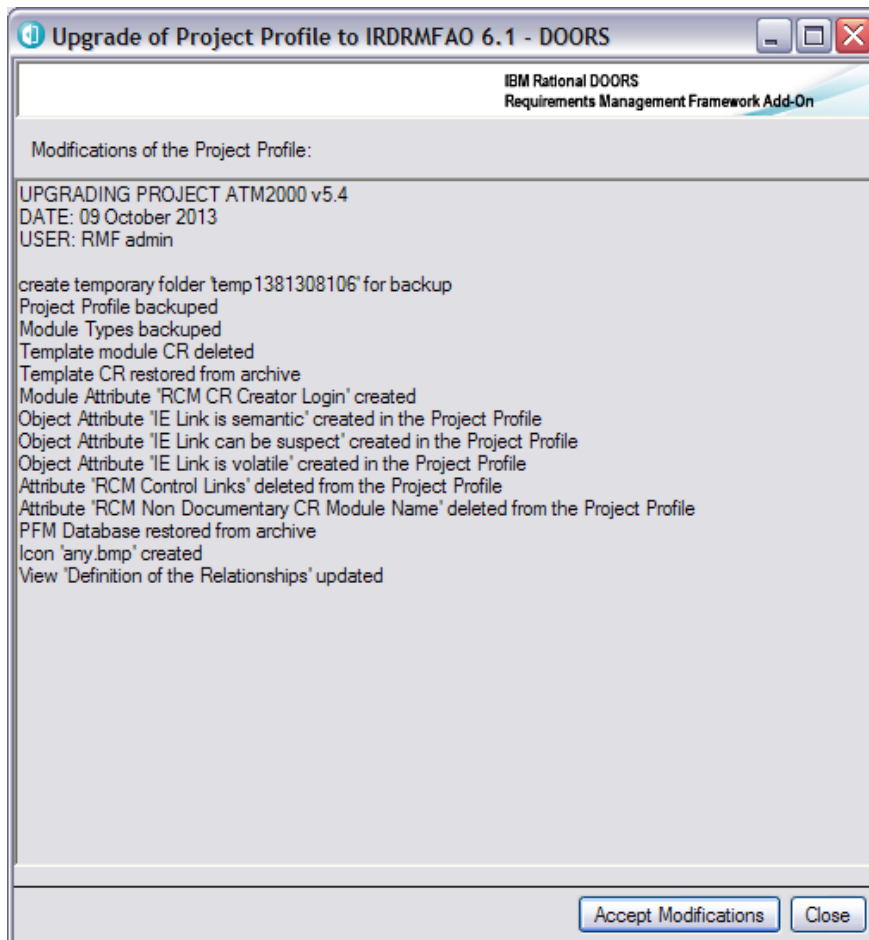 Upgrade of Project Profile to IRDRMFAO 6.1 - DOORS
IBM Rational DOORS
Requirements Management Framework Add-On
Modifications of the Project Profile:
UPGRADING PROJECT ATM2000 v5.4
DATE: 09 October 2013
USER: RMF admin
create temporary folder 'temp1381308106' for backup
Project Profile backuped
Module Types backuped
Template module CR deleted
Template CR restored from archive
Module Attribute 'RCM CR Creator Login' created
Object Attribute 'IE Link is semantic' created in the Project Profile
Object Attribute 'IE Link can be suspect' created in the Project Profile
Object Attribute 'IE Link is volatile' created in the Project Profile
Attribute 'RCM Control Links' deleted from the Project Profile
Attribute 'RCM Non Documentary CR Module Name' deleted from the Project Profile
PFM Database restored from archive
Icon 'any.bmp' created
View 'Definition of the Relationships' updated
Accept Modifications
Close